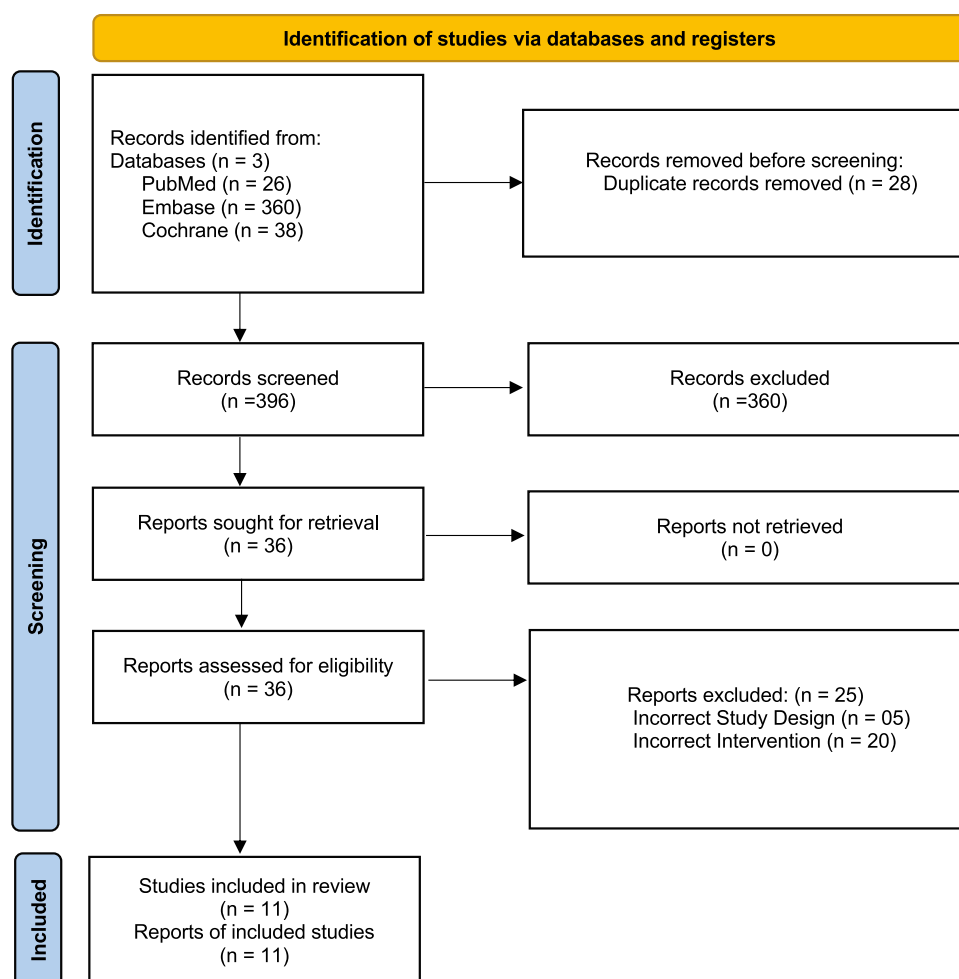 Identification of studies via databases and registers
Identification
Records identified from:
Databases (n = 3)
PubMed (n = 26)
Embase (n = 360)
Cochrane (n = 38)
Records removed before screening:
Duplicate records removed (n = 28)
Screening
Records screened
(n =396)
Records excluded
(n =360)
Reports sought for retrieval
(n = 36)
Reports not retrieved
(n = 0)
Reports assessed for eligibility
(n = 36)
Reports excluded: (n = 25)
Incorrect Study Design (n = 05)
Incorrect Intervention (n = 20)
Included
Studies included in review
(n = 11)
Reports of included studies
(n = 11)